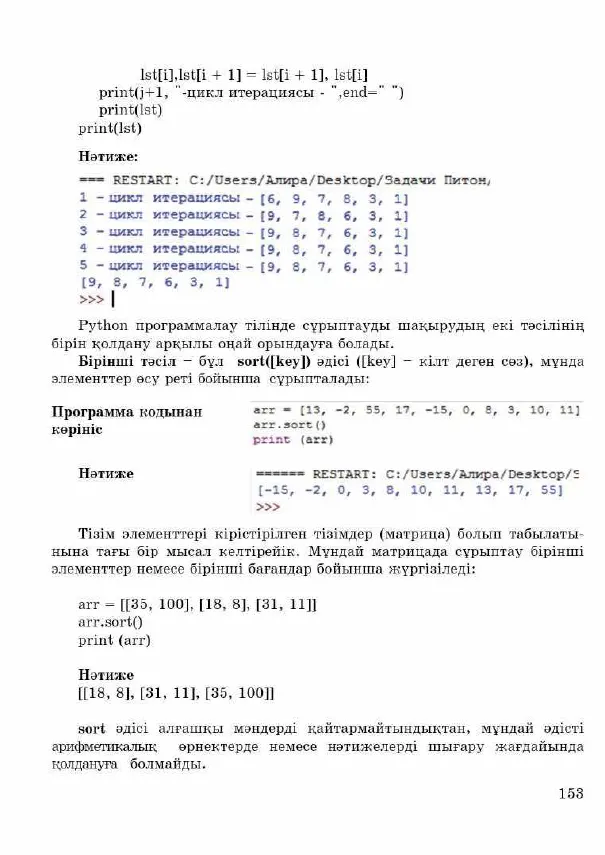 lst[i],lst[i + 1] = lst[i + 1], lst[i]
print(j+1, "-цикл итерациясы - ",end=" ")
print(lst)
print(lst)
Нәтиже:
=== RESTART: C:/Users/Алира/Desktop/Задачи Питон/
1 - цикл итерациясы - [6, 9, 7, 8, 3, 1]
2 - цикл итерациясы - [9, 7, 8, 6, 3, 1]
3 - цикл итерациясы - [9, 8, 7, 6, 3, 1]
4 - цикл итерациясы - [9, 8, 7, 6, 3, 1]
5 - цикл итерациясы - [9, 8, 7, 6, 3, 1]
[9, 8, 7, 6, 3, 1]
>>>
Python программалау тілінде сұрыптауды шақырудың екі тәсілінің
бірін қолдану арқылы оңай орындауға болады.
Бірінші тәсіл – бұл sort([key]) әдісі ([key] – кілт деген сөз), мұнда
элементтер өсу реті бойынша сұрыпталады:
Программа кодынан
көрініс
arr = [13, -2, 55, 17, -15, 0, 8, 3, 10, 11]
arr.sort()
print (arr)
Нәтиже
====== RESTART: C:/Users/Алира/Desktop/З
[-15, -2, 0, 3, 8, 10, 11, 13, 17, 55]
>>>
Тізім элементтері кірістірілген тізімдер (матрица) болып табылаты-
нына тағы бір мысал келтірейік. Мұндай матрицада сұрыптау бірінші
элементтер немесе бірінші бағандар бойынша жүргізіледі:
arr = [[35, 100], [18, 8], [31, 11]]
arr.sort()
print (arr)
Нәтиже
[[18, 8], [31, 11], [35, 100]]
sort әдісі алғашқы мәндерді қайтармайтындықтан, мұндай әдісті
арифметикалық өрнектерде немесе нәтижелерді шығару жағдайында
қолдануға болмайды.
153